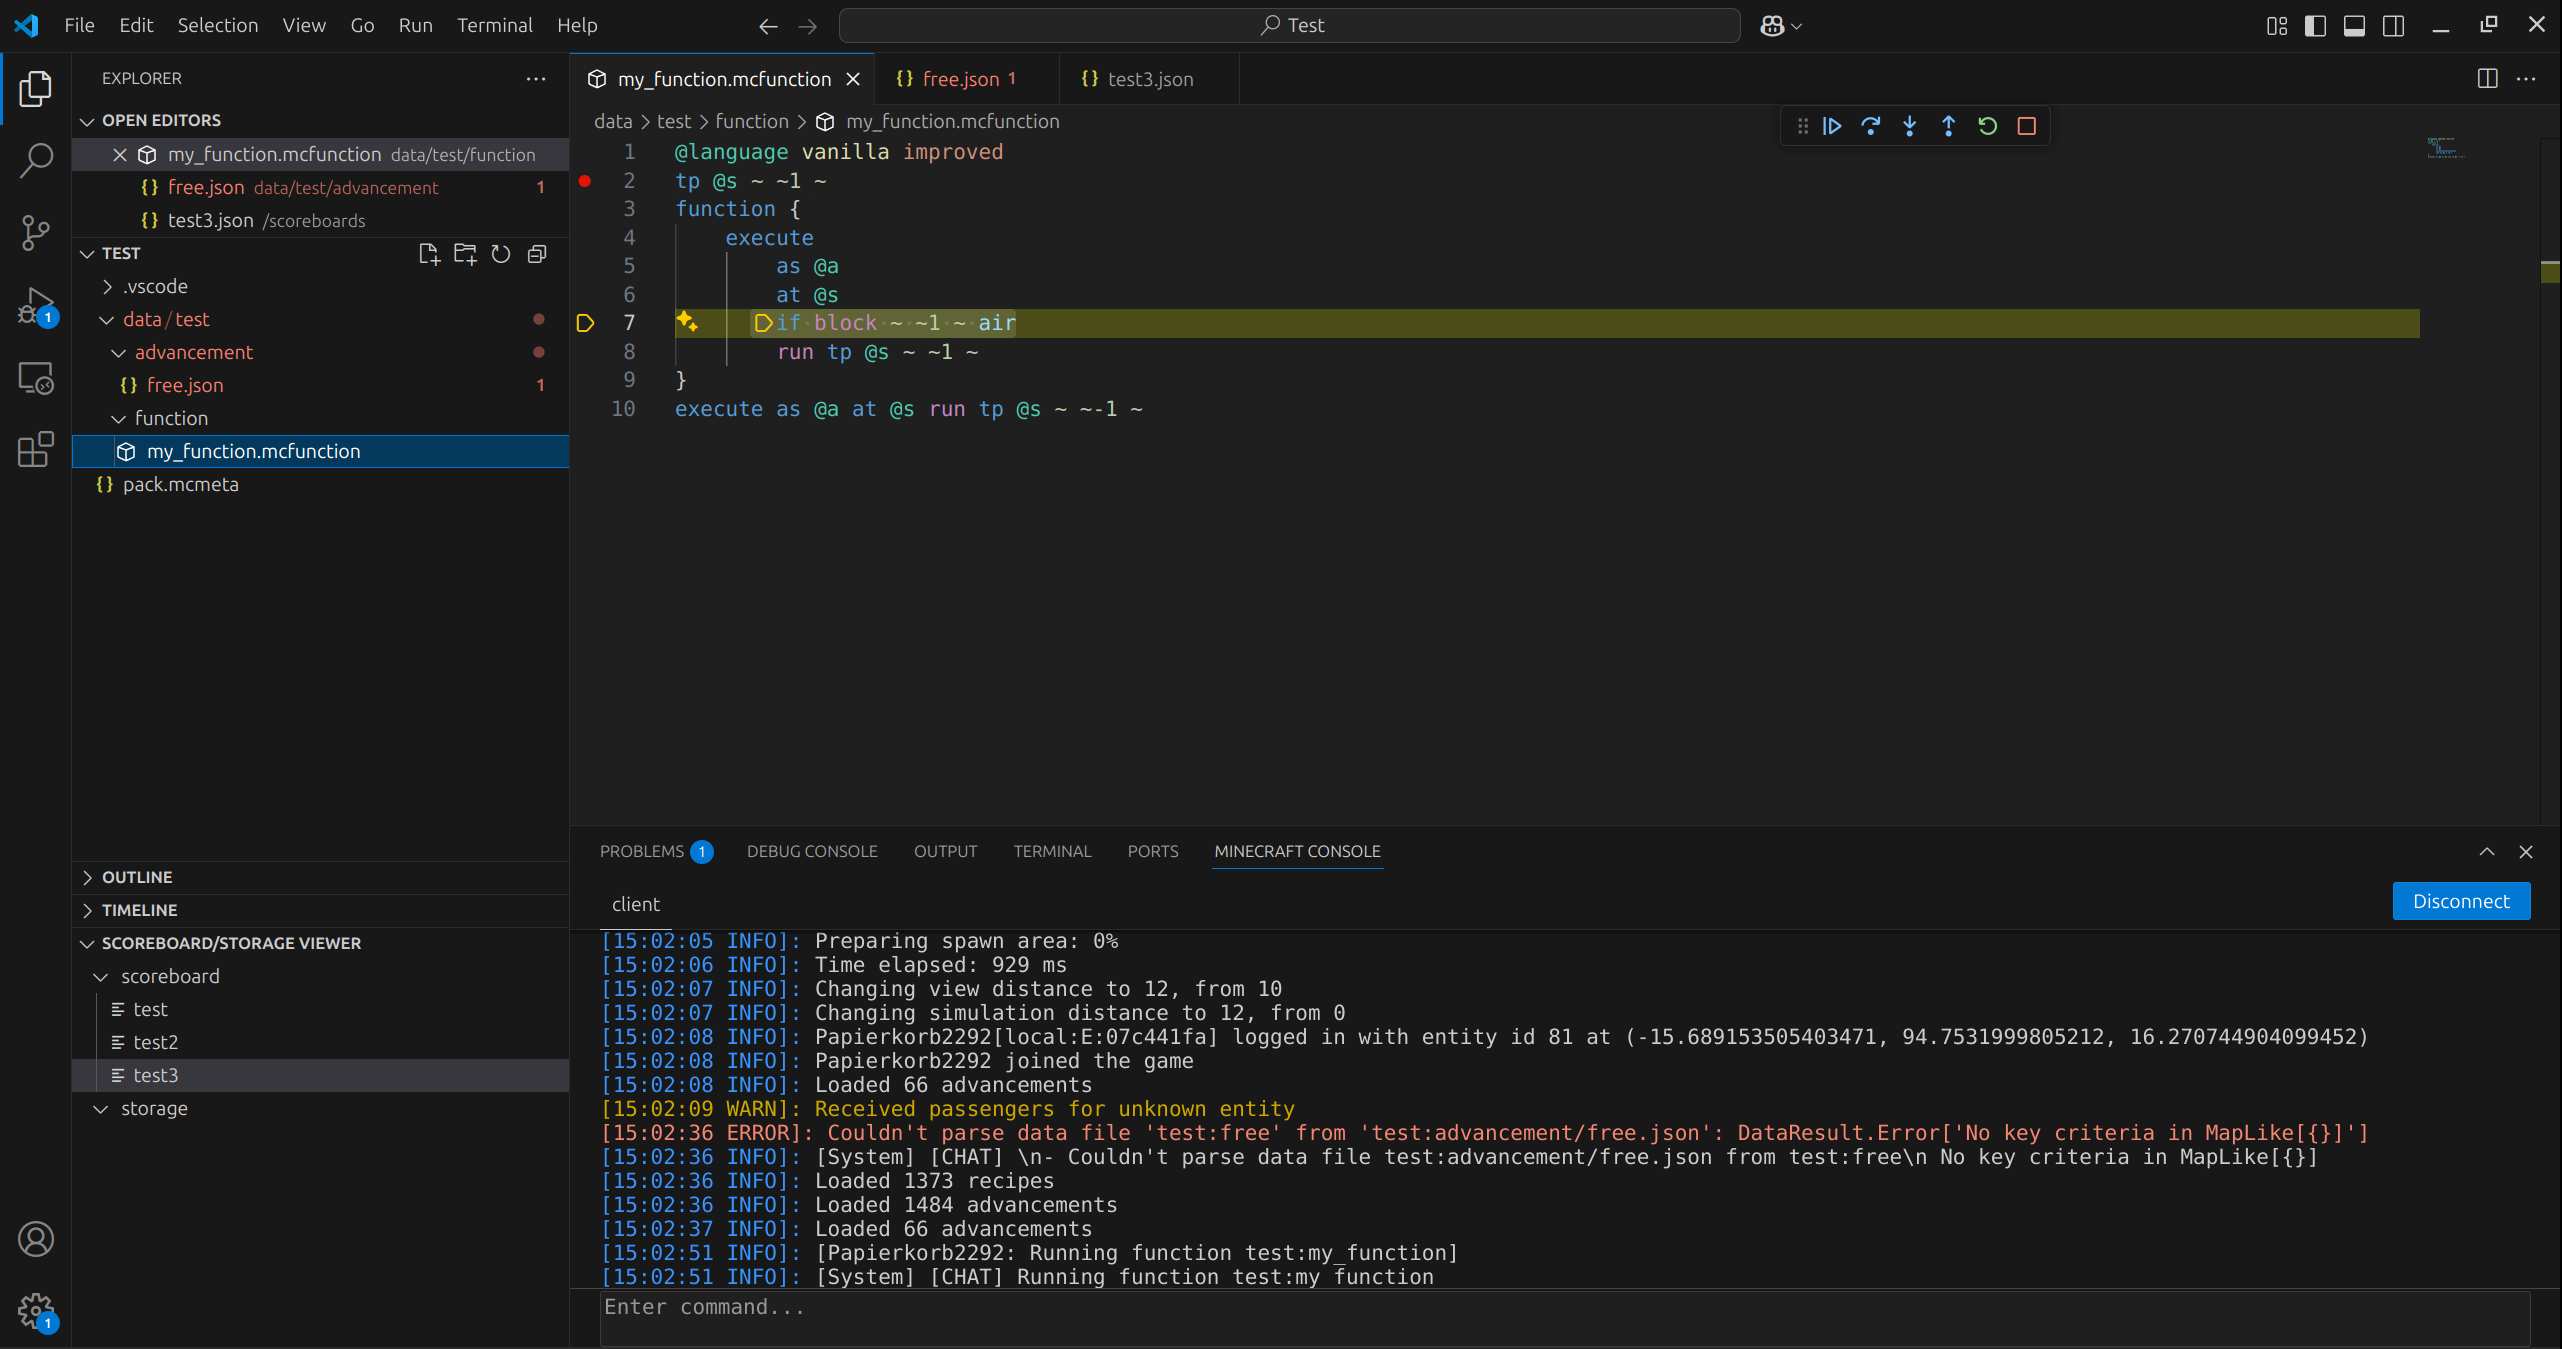 File Edit Selection View Go Run Terminal Help
Test
EXPLORER
OPEN EDITORS
my_function.mcfunction data/test/function
free.json data/test/advancement 1
test3.json /scoreboards
TEST
.vscode
data/test
advancement
free.json 1
function
my_function.mcfunction
pack.mcmeta
OUTLINE
TIMELINE
SCOREBOARD/STORAGE VIEWER
scoreboard
test
test2
test3
storage
1
1
my_function.mcfunction
free.json 1
test3.json
data > test > function > my_function.mcfunction
1 @language vanilla improved
2 tp @s ~ ~1 ~
3 function {
4 execute
5 as @a
6 at @s
7 if block ~ ~1 ~ air
8 run tp @s ~ ~1 ~
9 }
10 execute as @a at @s run tp @s ~ ~-1 ~
PROBLEMS 1 DEBUG CONSOLE OUTPUT TERMINAL PORTS MINECRAFT CONSOLE
client
Disconnect
[15:02:05 INFO]: Preparing spawn area: 0%
[15:02:06 INFO]: Time elapsed: 929 ms
[15:02:07 INFO]: Changing view distance to 12, from 10
[15:02:07 INFO]: Changing simulation distance to 12, from 0
[15:02:08 INFO]: Papierkorb2292[local:E:07c441fa] logged in with entity id 81 at (-15.689153505403471, 94.7531999805212, 16.270744904099452)
[15:02:08 INFO]: Papierkorb2292 joined the game
[15:02:08 INFO]: Loaded 66 advancements
[15:02:09 WARN]: Received passengers for unknown entity
[15:02:36 ERROR]: Couldn't parse data file 'test:free' from 'test:advancement/free.json': DataResult.Error['No key criteria in MapLike[{}]']
[15:02:36 INFO]: [System] [CHAT] \n- Couldn't parse data file test:advancement/free.json from test:free\n No key criteria in MapLike[{}]
[15:02:36 INFO]: Loaded 1373 recipes
[15:02:36 INFO]: Loaded 1484 advancements
[15:02:37 INFO]: Loaded 66 advancements
[15:02:51 INFO]: [Papierkorb2292: Running function test:my_function]
[15:02:51 INFO]: [System] [CHAT] Running function test:my_function
Enter command...